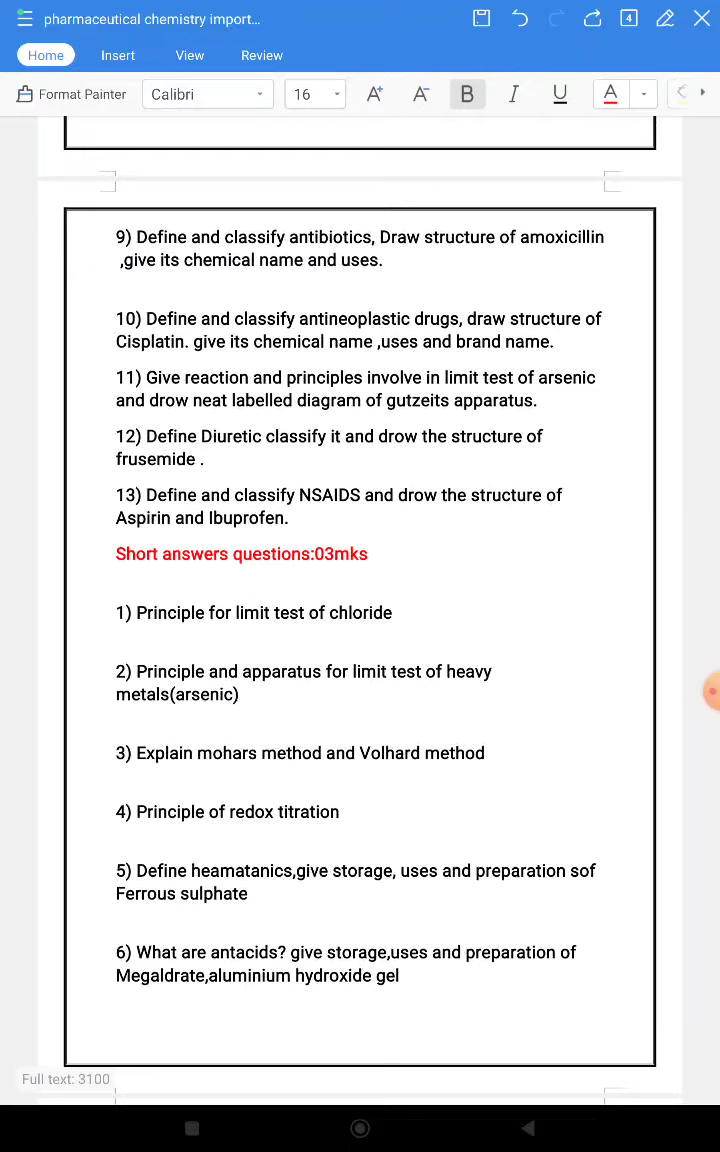 pharmaceutical chemistry import...
4
Home Insert View Review
Format Painter Calibri 16 A+ A- B I U A
9) Define and classify antibiotics, Draw structure of amoxicillin
,give its chemical name and uses.
10) Define and classify antineoplastic drugs, draw structure of
Cisplatin. give its chemical name ,uses and brand name.
11) Give reaction and principles involve in limit test of arsenic
and drow neat labelled diagram of gutzeits apparatus.
12) Define Diuretic classify it and drow the structure of
frusemide .
13) Define and classify NSAIDS and drow the structure of
Aspirin and Ibuprofen.
Short answers questions:03mks
1) Principle for limit test of chloride
2) Principle and apparatus for limit test of heavy
metals(arsenic)
3) Explain mohars method and Volhard method
4) Principle of redox titration
5) Define heamatanics,give storage, uses and preparation sof
Ferrous sulphate
6) What are antacids? give storage,uses and preparation of
Megaldrate,aluminium hydroxide gel
Full text: 3100